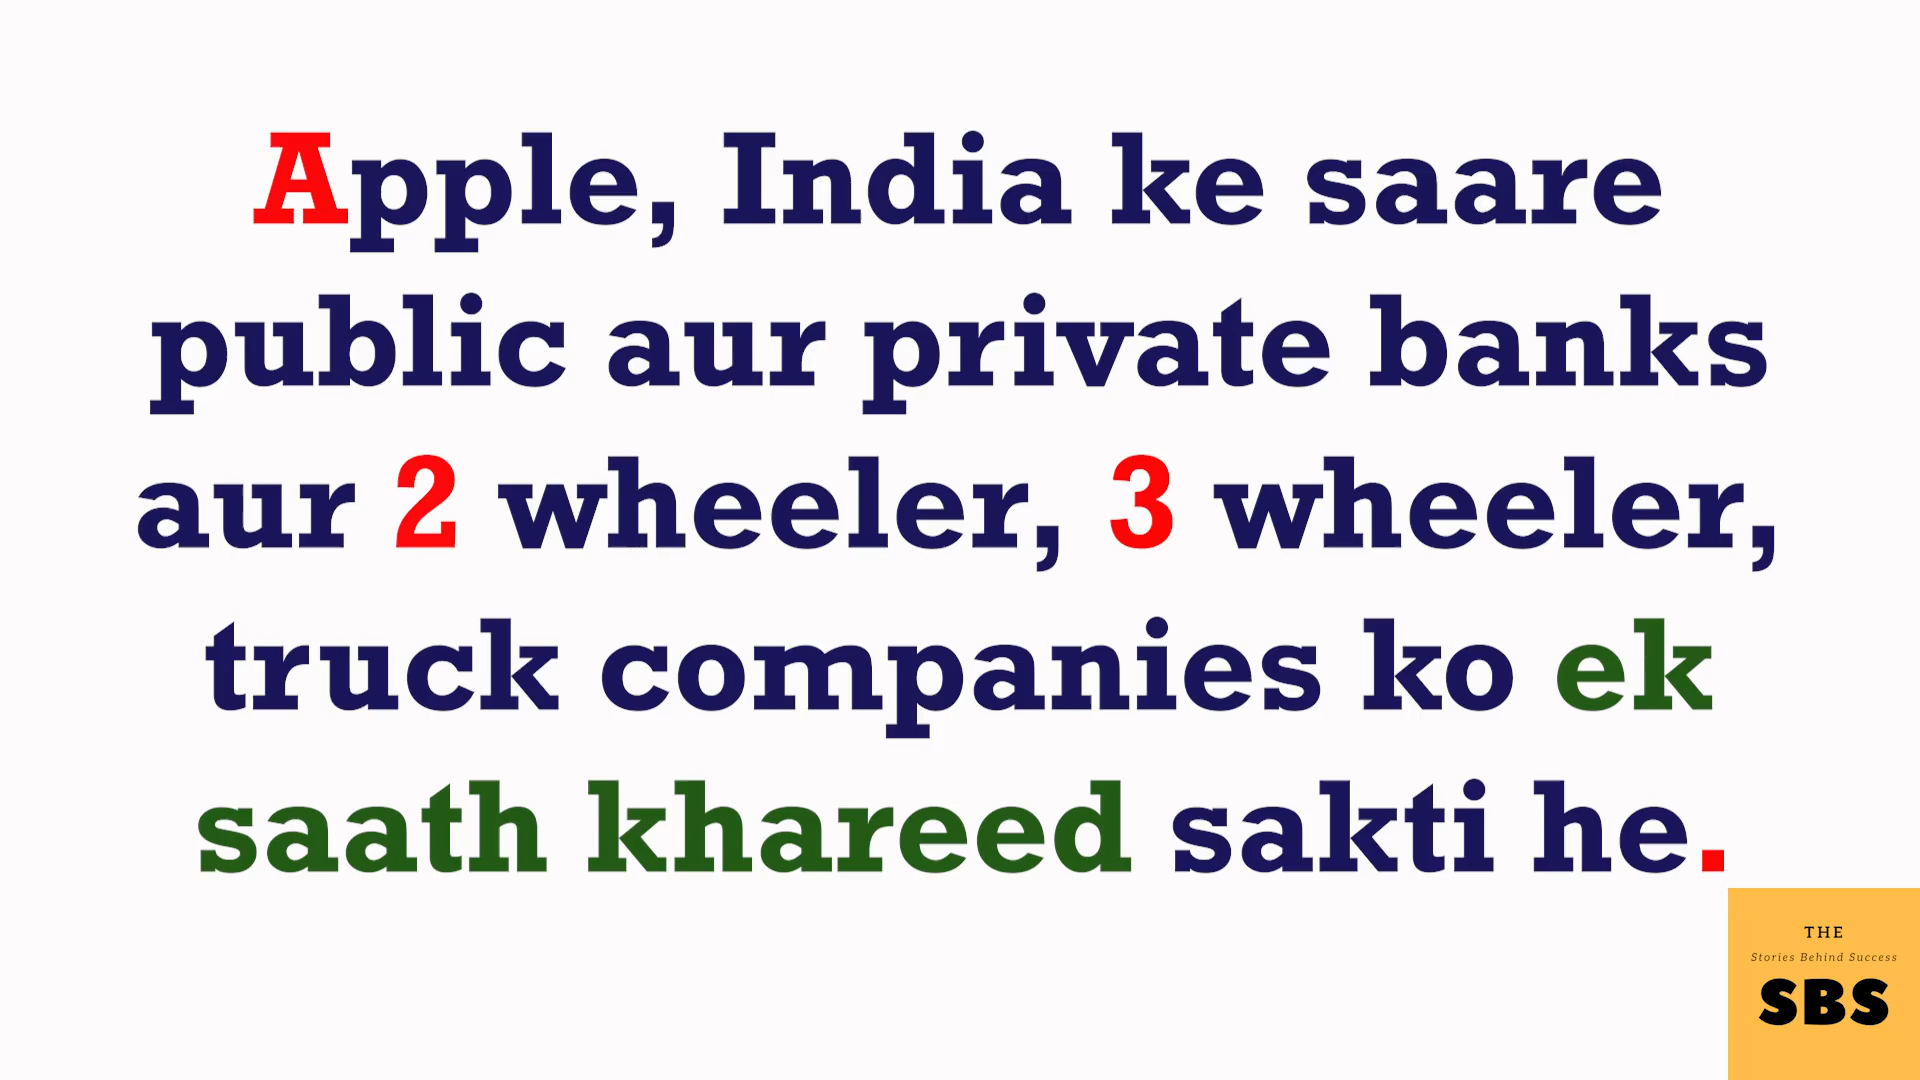 Apple, India ke saare
public aur private banks
aur 2 wheeler, 3 wheeler,
truck companies ko ek
saath khareed sakti he.
THE
Stories Behind Success
SBS